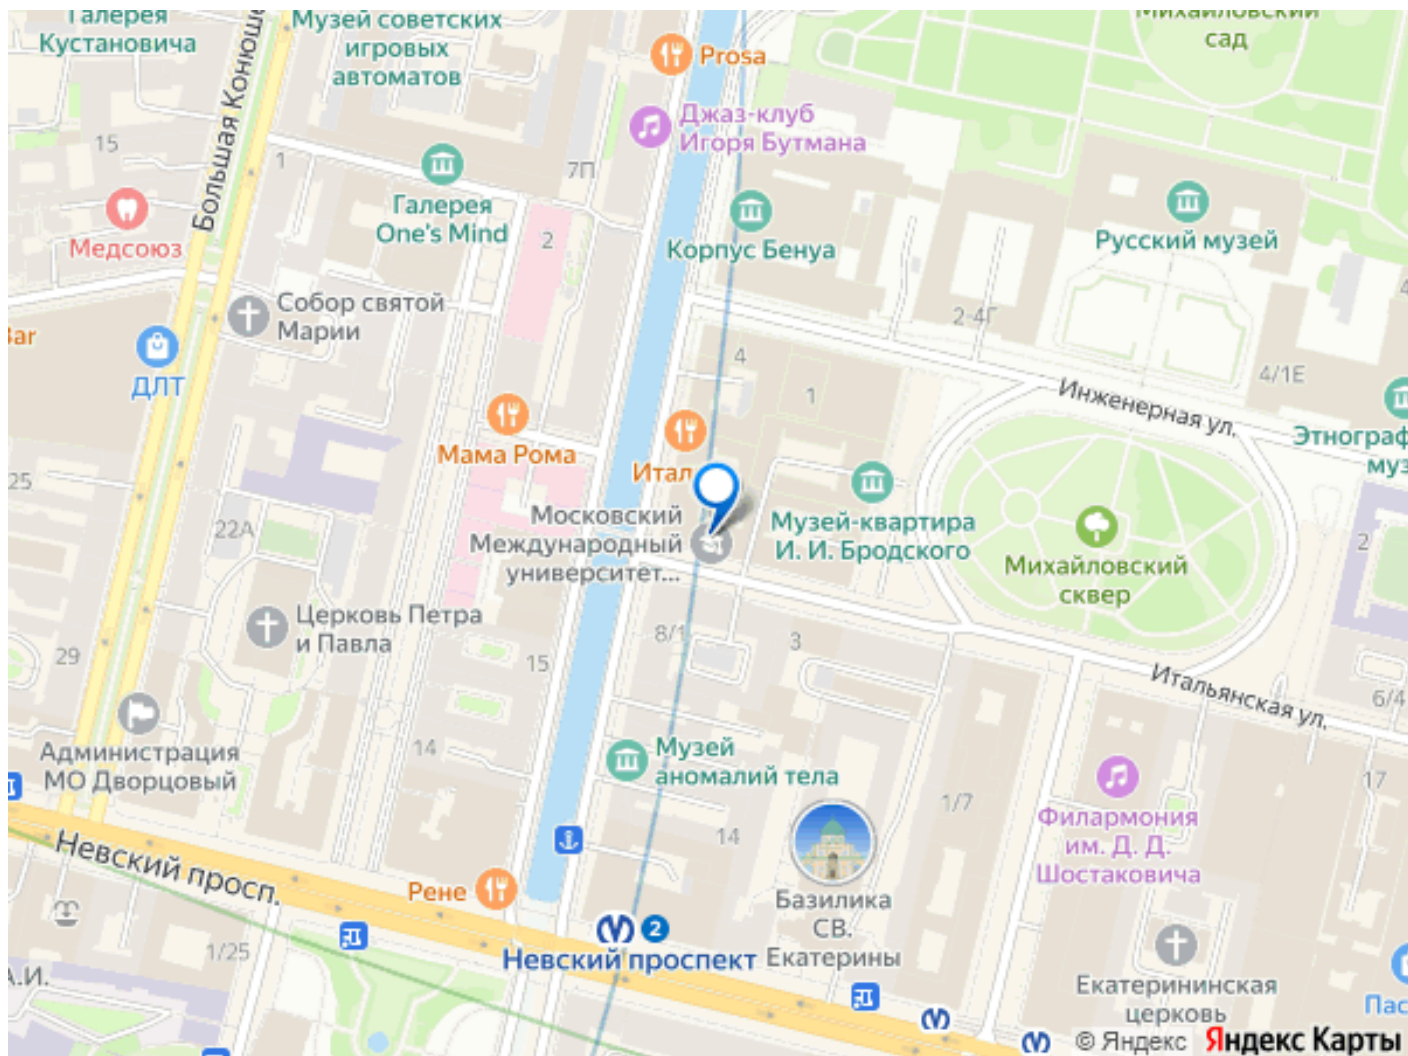 Галерея
Кустановича
Музей советских
игровых
автоматов
Prosa
Михайловский
сад
Джаз-клуб
Игоря Бутмана
Большая Конюше
15
1
7П
Медсоюз
Галерея
One's Mind
2
Корпус Бенуа
Русский музей
Собор святой
Марии
2-4Г
4/1Е
Bar
ДЛТ
4
1
Инженерная ул.
Этнограф
муз
Мама Рома
Итал
25
22А
Московский
Международный
университет...
Музей-квартира
И. И. Бродского
Михайловский
сквер
2
Церковь Петра
и Павла
8/1
3
29
15
Итальянская ул.
6/4
Администрация
МО Дворцовый
14
Музей
аномалий тела
17
1/7
14
Филармония
им. Д. Д.
Шостаковича
Невский просп.
Рене
Базилика
СВ.
Екатерины
2
Невский проспект
1/25
А.И.
Екатерининская
церковь
Пас
© Яндекс Яндекс Карты